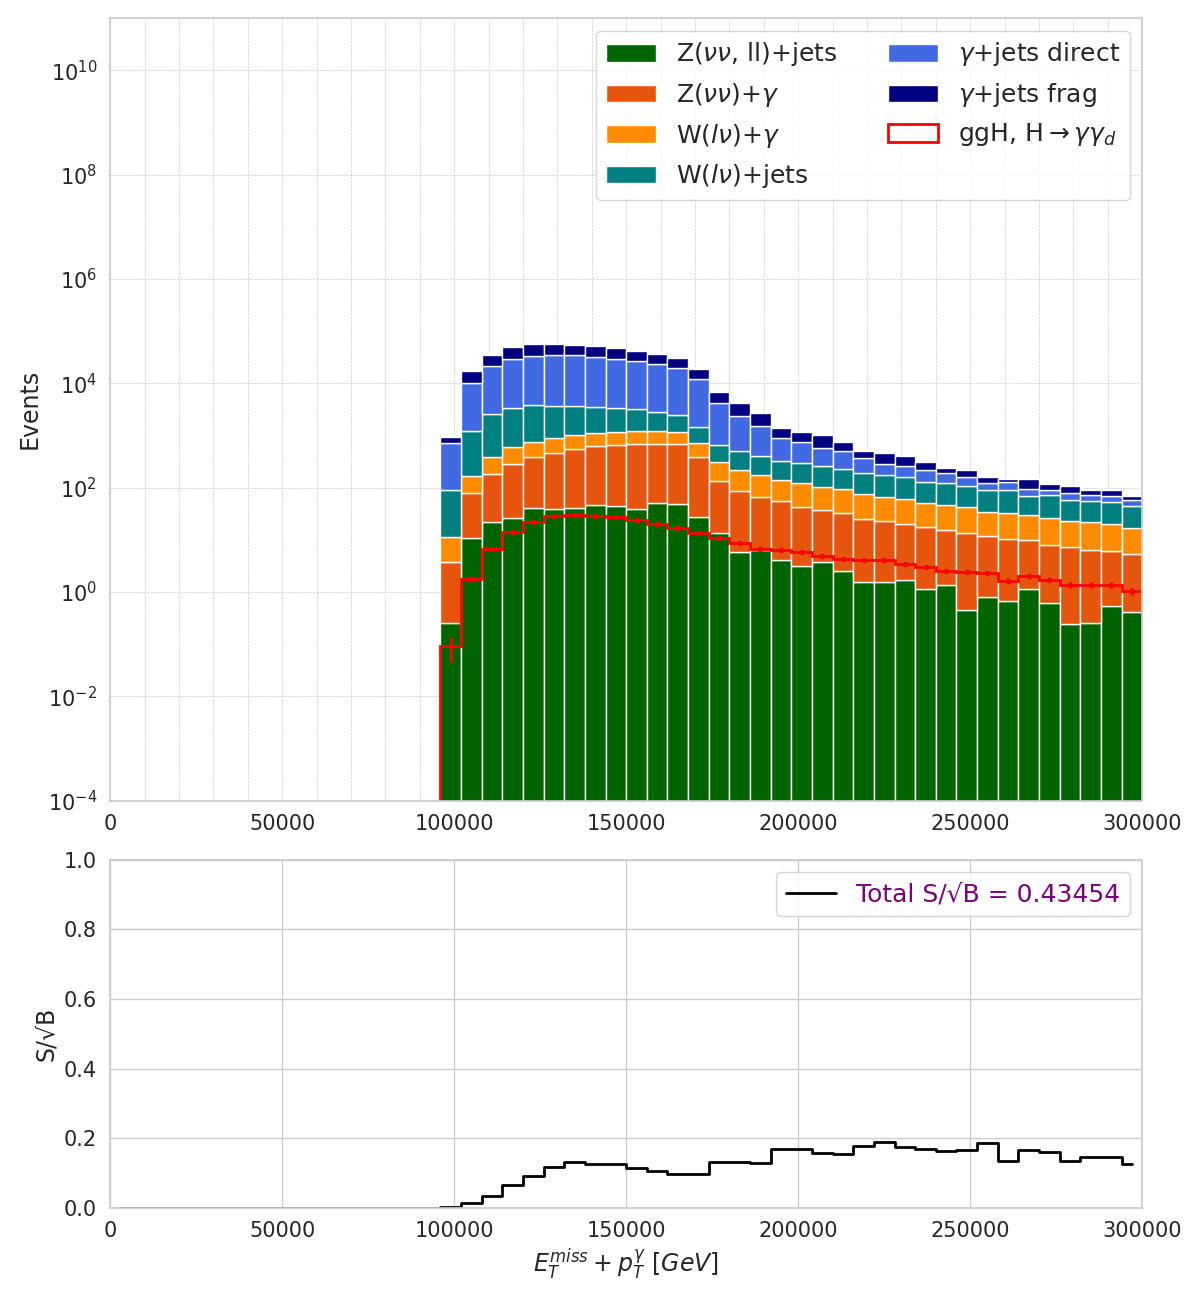 Z(νν, ll)+jets
Z(νν)+γ
W(lν)+γ
W(lν)+jets
γ+jets direct
γ+jets frag
ggH, H→γγ_d
Events
10^10
10^8
10^6
10^4
10^2
10^0
10^−2
10^−4
0 50000 100000 150000 200000 250000 300000
Total S/√B = 0.43454
S/√B
1.0
0.8
0.6
0.4
0.2
0.0
0 50000 100000 150000 200000 250000 300000
E_T^miss + p_T^γ [GeV]